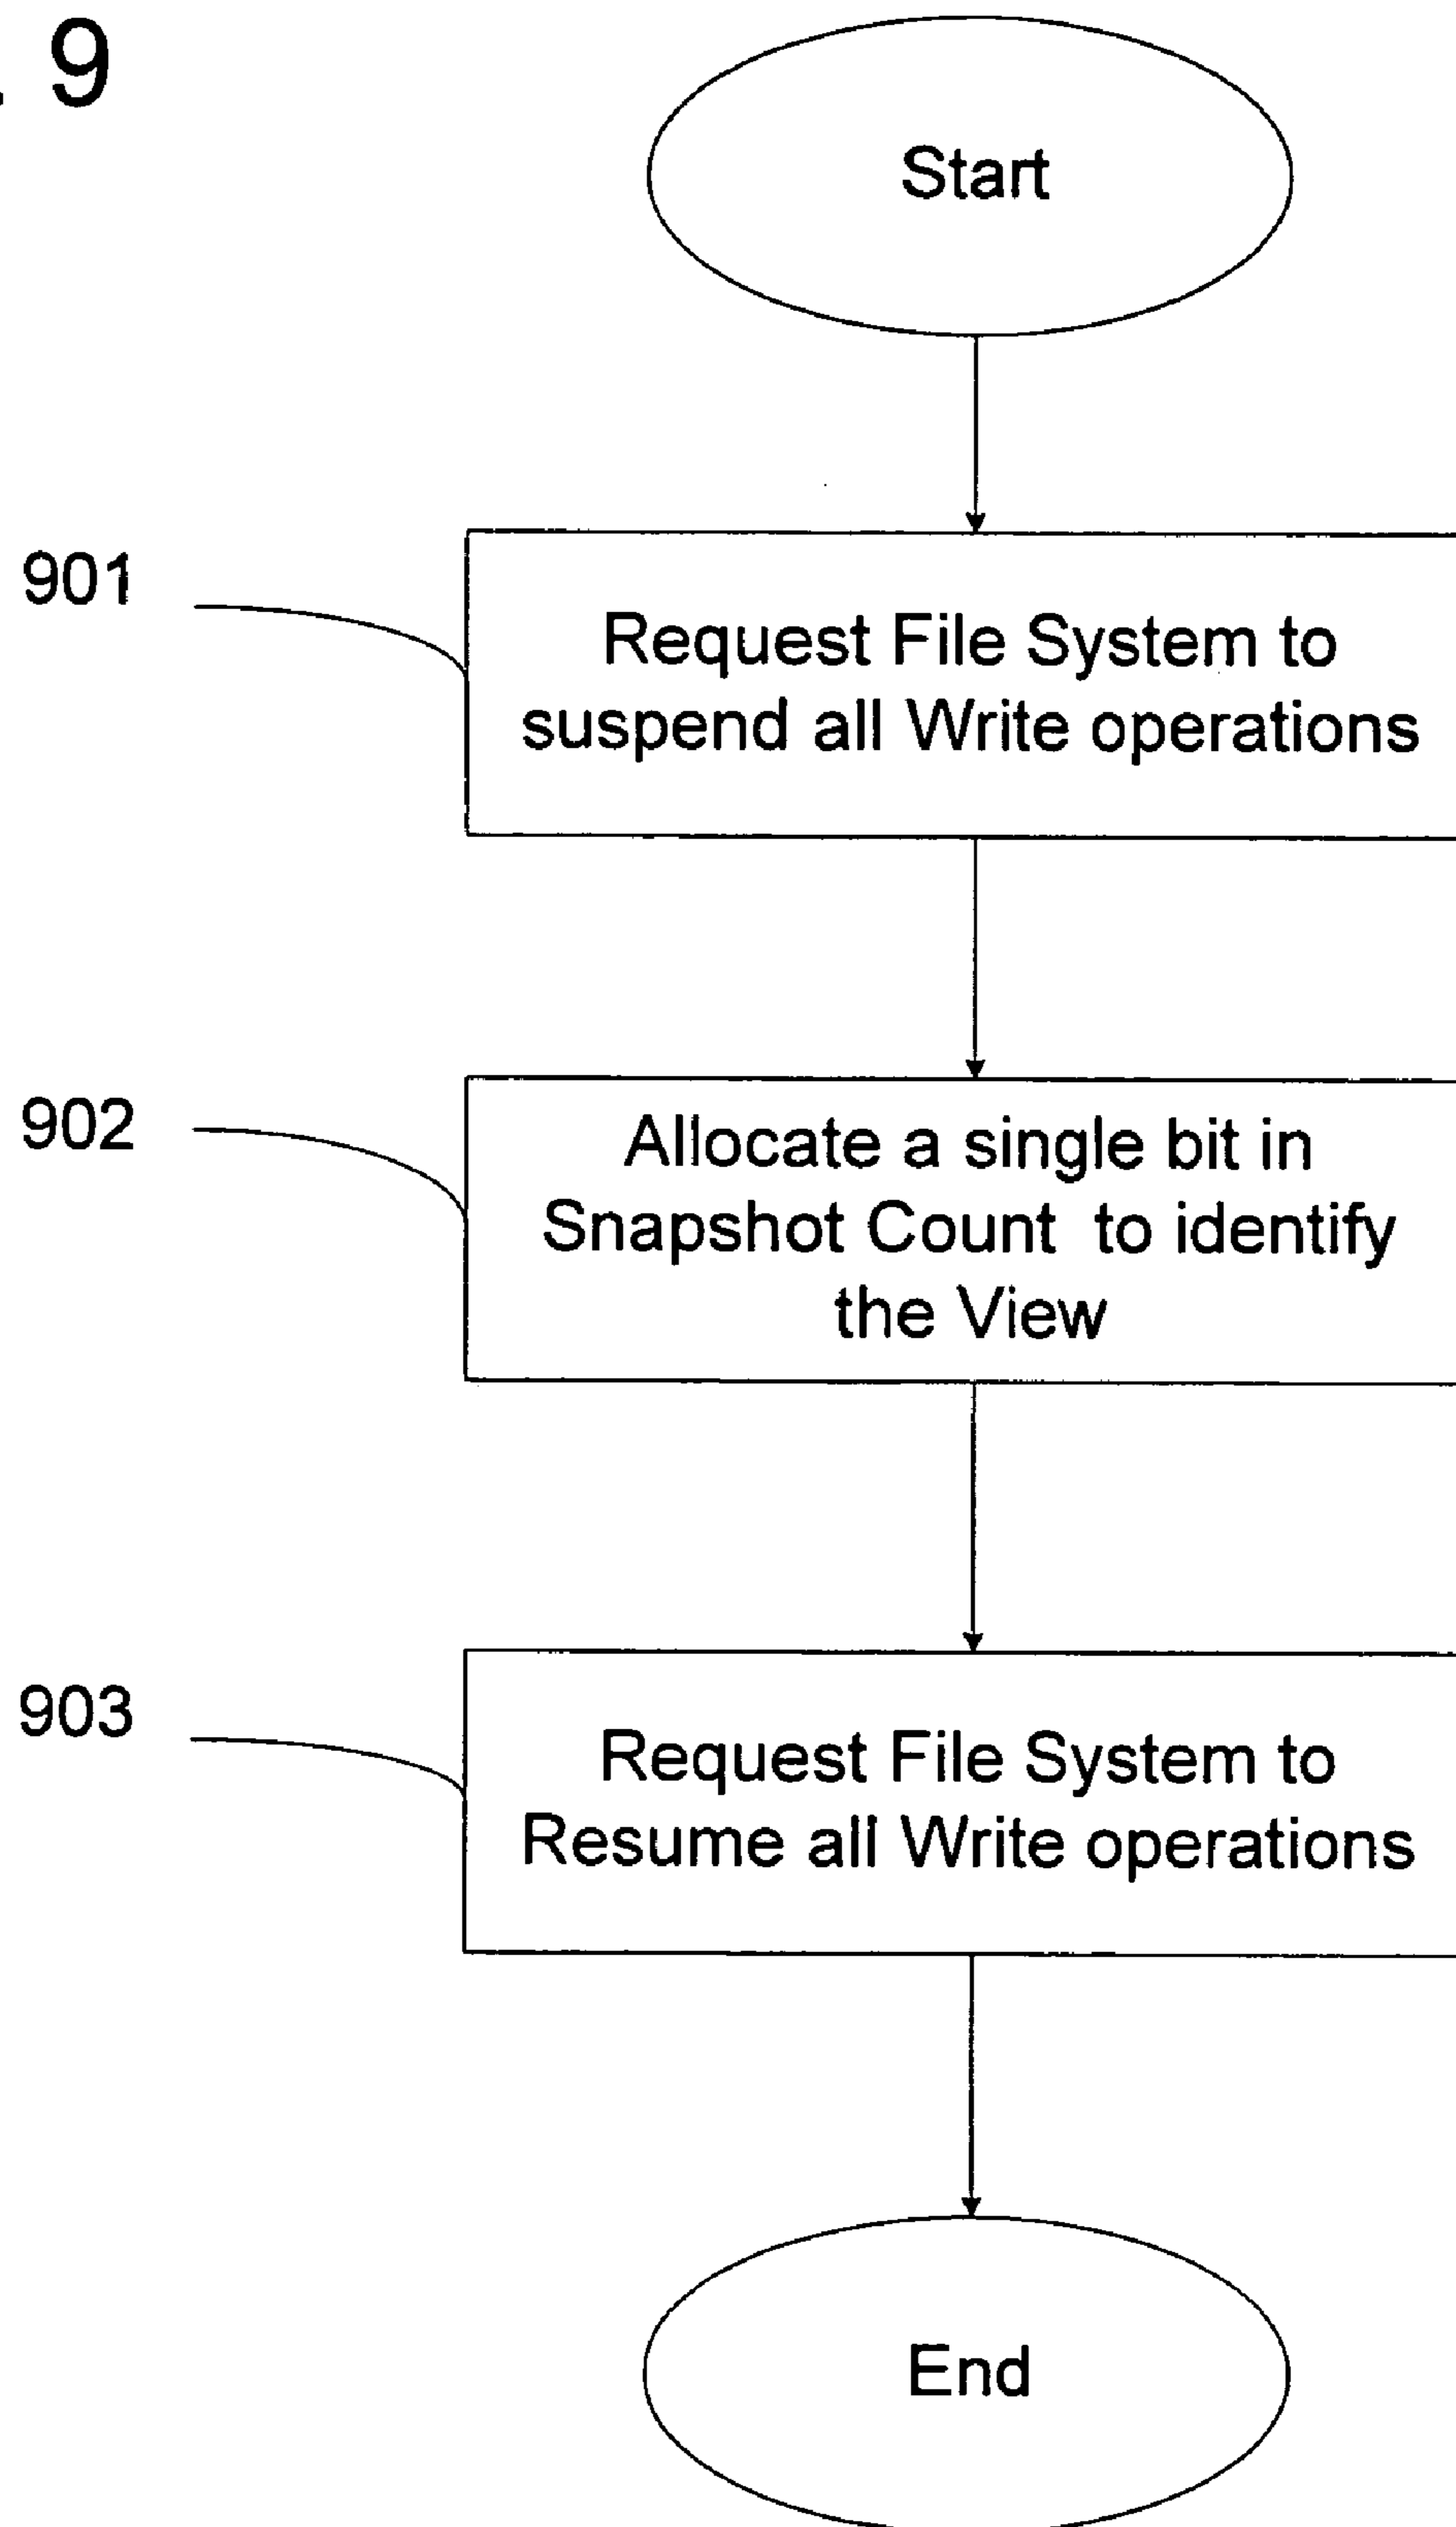 . 9
Start
901
Request File System to
suspend all Write operations
902
Allocate a single bit in
Snapshot Count to identify
the View
903
Request File System to
Resume all Write operations
End